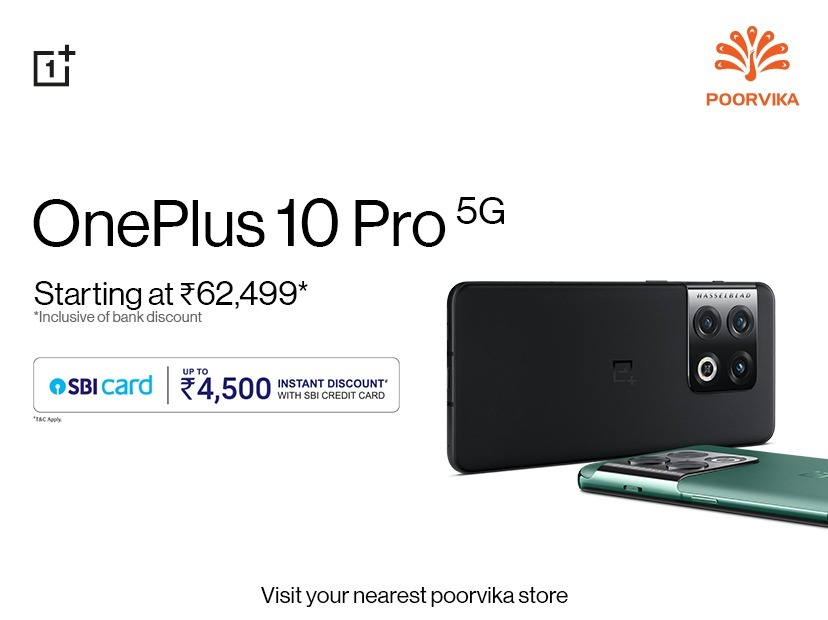 1+
POORVIKA
OnePlus 10 Pro 5G
Starting at ₹62,499*
*Inclusive of bank discount
SBI card
UP TO
₹4,500
INSTANT DISCOUNT*
WITH SBI CREDIT CARD
*T&C Apply.
HASSELBLAD
Visit your nearest poorvika store